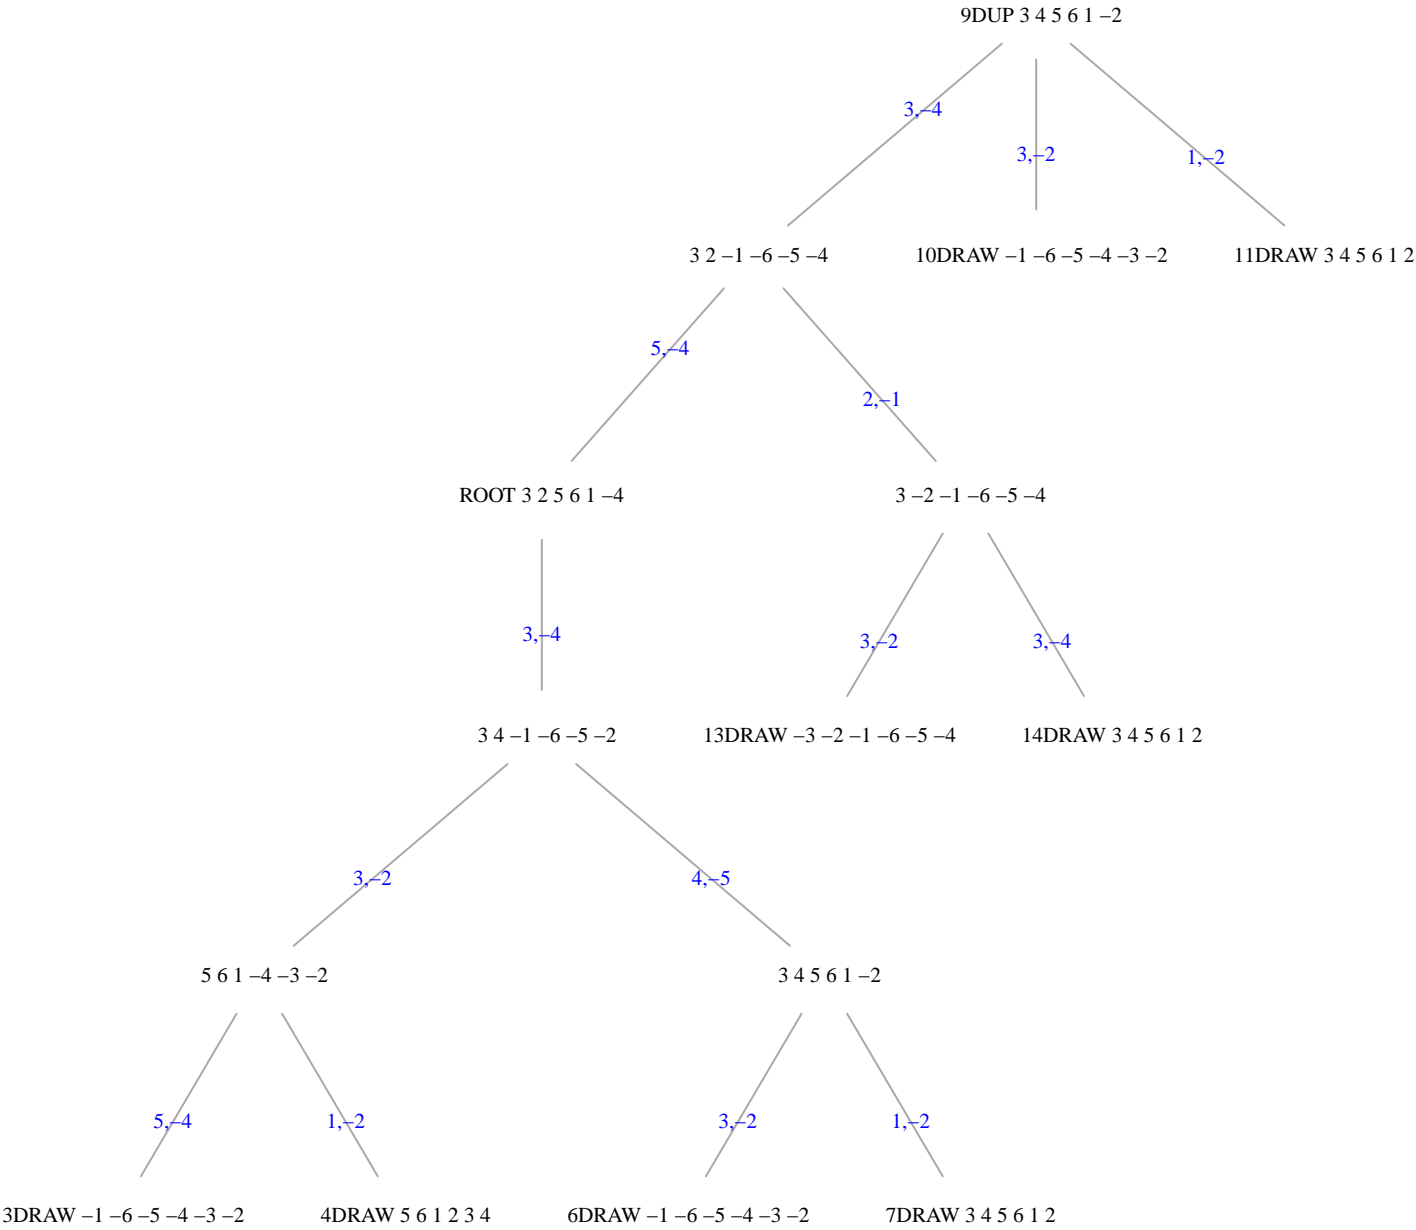 9DUP 3 4 5 6 1 –2
3,–4
3,–2
1,–2
3 2 –1 –6 –5 –4
10DRAW –1 –6 –5 –4 –3 –2
11DRAW 3 4 5 6 1 2
5,–4
2,–1
ROOT 3 2 5 6 1 –4
3 –2 –1 –6 –5 –4
3,–4
3,–2
3,–4
3 4 –1 –6 –5 –2
13DRAW –3 –2 –1 –6 –5 –4
14DRAW 3 4 5 6 1 2
3,–2
4,–5
5 6 1 –4 –3 –2
3 4 5 6 1 –2
5,–4
1,–2
3,–2
1,–2
3DRAW –1 –6 –5 –4 –3 –2
4DRAW 5 6 1 2 3 4
6DRAW –1 –6 –5 –4 –3 –2
7DRAW 3 4 5 6 1 2